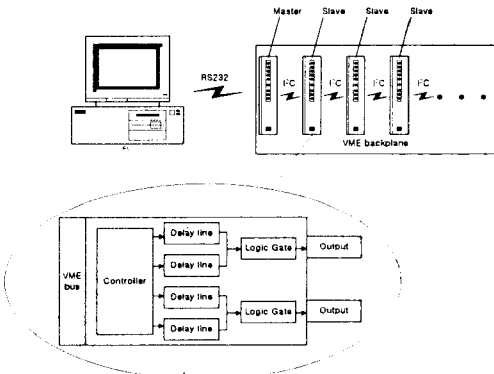 Master Slave Slave Slave
RS232
I²C I²C I²C I²C
VME backplane
Delay line
Logic Gate Output
Delay line
VME bus
Controller
Delay line
Logic Gate Output
Delay line